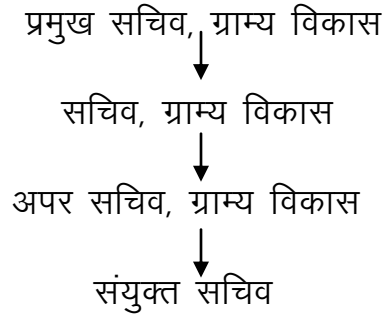 प्रमुख सचिव, ग्राम्य विकास
सचिव, ग्राम्य विकास
अपर सचिव, ग्राम्य विकास
संयुक्त सचिव